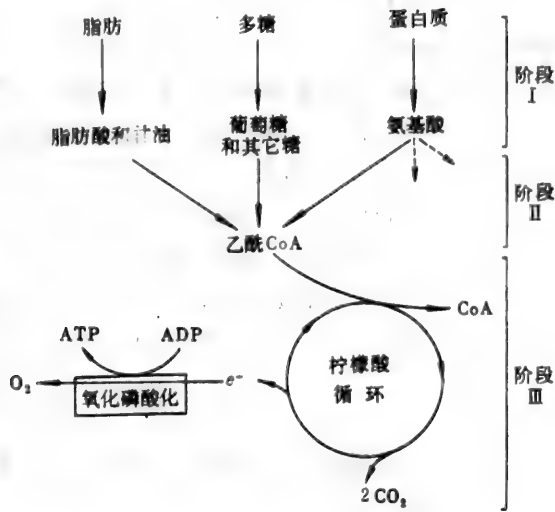 脂肪
多糖
蛋白质
阶段
I
脂肪酸和甘油
葡萄糖
和其它糖
氨基酸
阶段
II
乙酰CoA
CoA
ATP
ADP
柠檬酸
循环
O₂
氧化磷酸化
e⁻
阶段
III
2CO₂